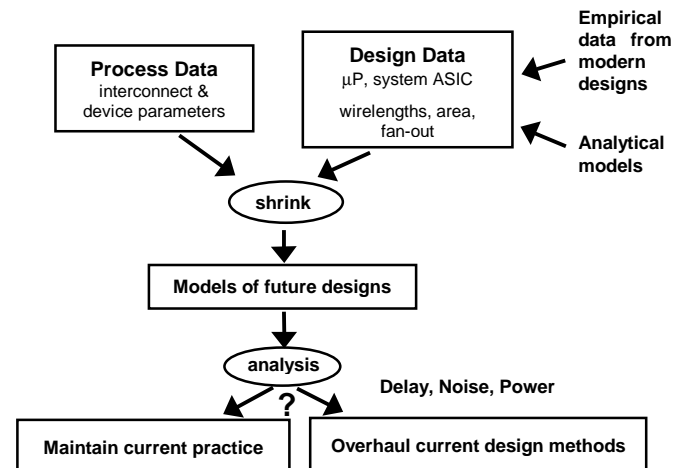 Process Data
interconnect &
device parameters
Design Data
μP, system ASIC
wirelengths, area,
fan-out
Empirical
data from
modern
designs
Analytical
models
shrink
Models of future designs
analysis
?
Delay, Noise, Power
Maintain current practice
Overhaul current design methods